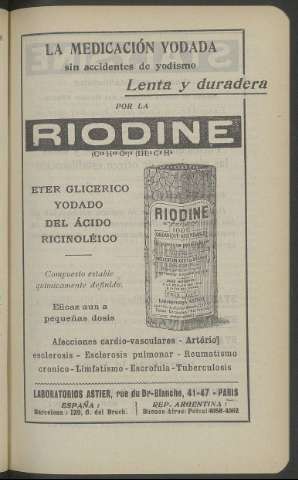 LA MEDICACIÓN YODADA
sin accidentes de yodismo
Lenta y duradera
POR LA
RIODINE
ETER GLICERICO
YODADO
DEL ÁCIDO
RICINOLÉICO
Compuesto estable
químicamente definido.
Eficaz aun a
pequeñas dosis
RIODINE
Afecciones cardio-vasculares - Artério
esclerosis - Esclerosis pulmonar - Reumatismo
cronico - Limfatismo - Escrofula - Tuberculosis
LABORATORIOS ASTIER, rue du Dr-Blanche, 41-47 - PARIS
ESPAÑA :
Barcelona : 120, C. del Bruch.
REP. ARGENTINA :
Buenos Aires: